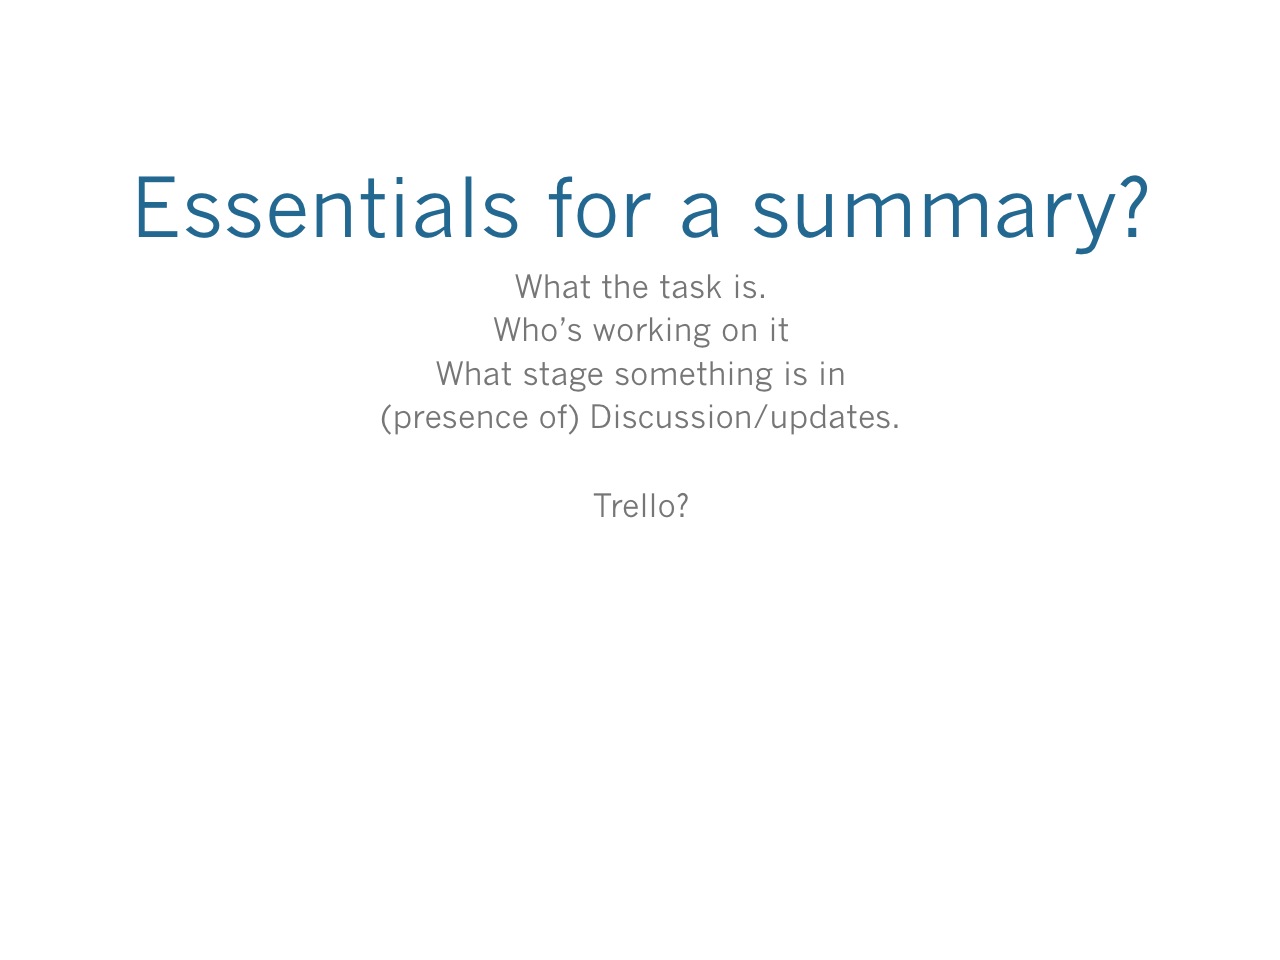 Essentials for a summary?
What the task is.
Who’s working on it
What stage something is in
(presence of) Discussion/updates.
Trello?